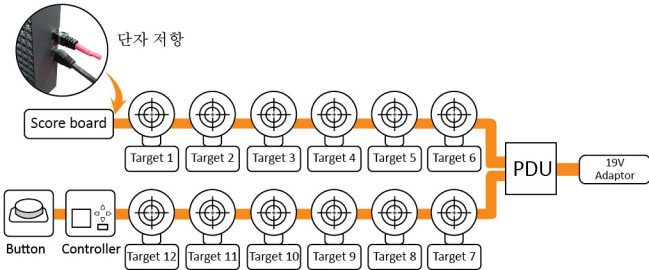 단자 저항
Score board
Target 1
Target 2
Target 3
Target 4
Target 5
Target 6
PDU
19V
Adaptor
Button
Controller
Target 12
Target 11
Target 10
Target 9
Target 8
Target 7